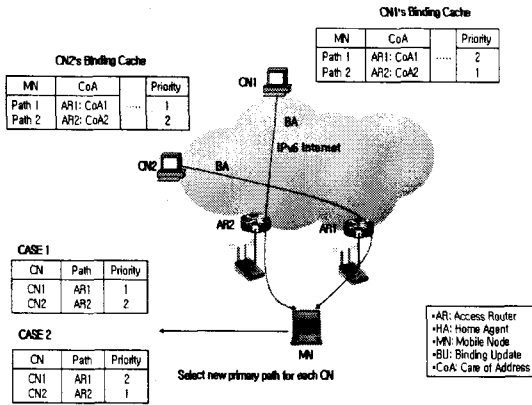 CN1's Binding Cache
MN CoA ..... Priority
Path 1 AR1: CoA1 2
Path 2 AR2: CoA2 1
CN2's Binding Cache
MN CoA ..... Priority
Path 1 AR1: CoA1 1
Path 2 AR2: CoA2 2
CN1
BA
IPv6 Internet
CN2
BA
AR2
AR1
CASE 1
CN Path Priority
CN1 AR1 1
CN2 AR2 2
CASE 2
CN Path Priority
CN1 AR1 2
CN2 AR2 1
MN
Select new primary path for each CN
•AR: Access Router
•HA: Home Agent
•MN: Mobile Node
•BU: Binding Update
•CoA: Care of Address